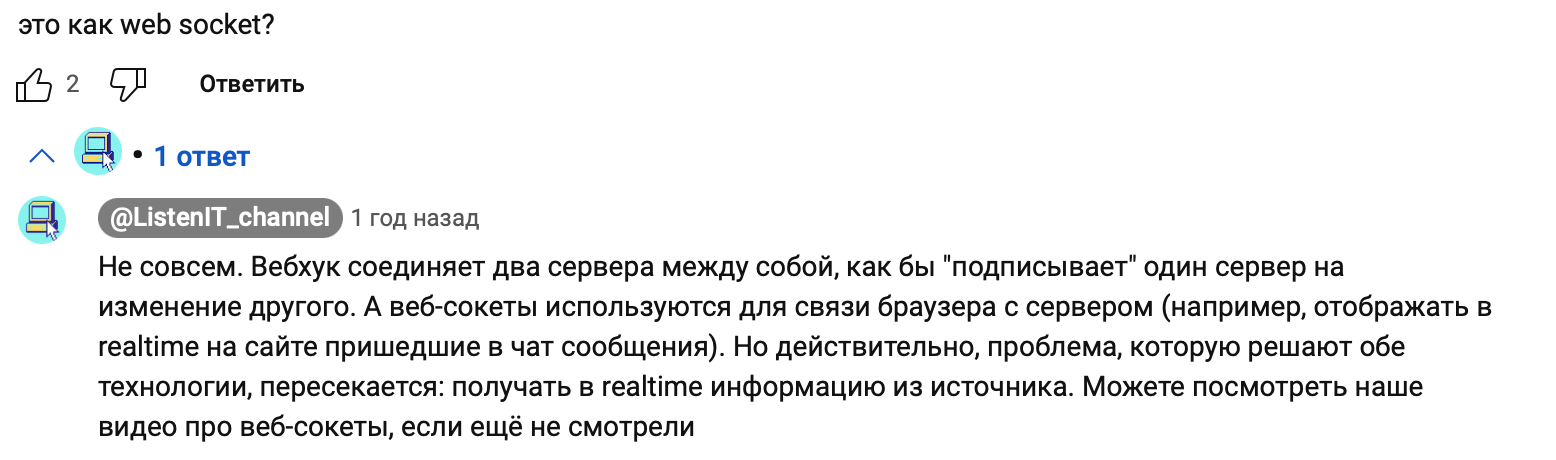 это как web socket?
2 Ответить
• 1 ответ
@ListenIT_channel 1 год назад
Не совсем. Вебхук соединяет два сервера между собой, как бы "подписывает" один сервер на
изменение другого. А веб-сокеты используются для связи браузера с сервером (например, отображать в
realtime на сайте пришедшие в чат сообщения). Но действительно, проблема, которую решают обе
технологии, пересекается: получать в realtime информацию из источника. Можете посмотреть наше
видео про веб-сокеты, если ещё не смотрели